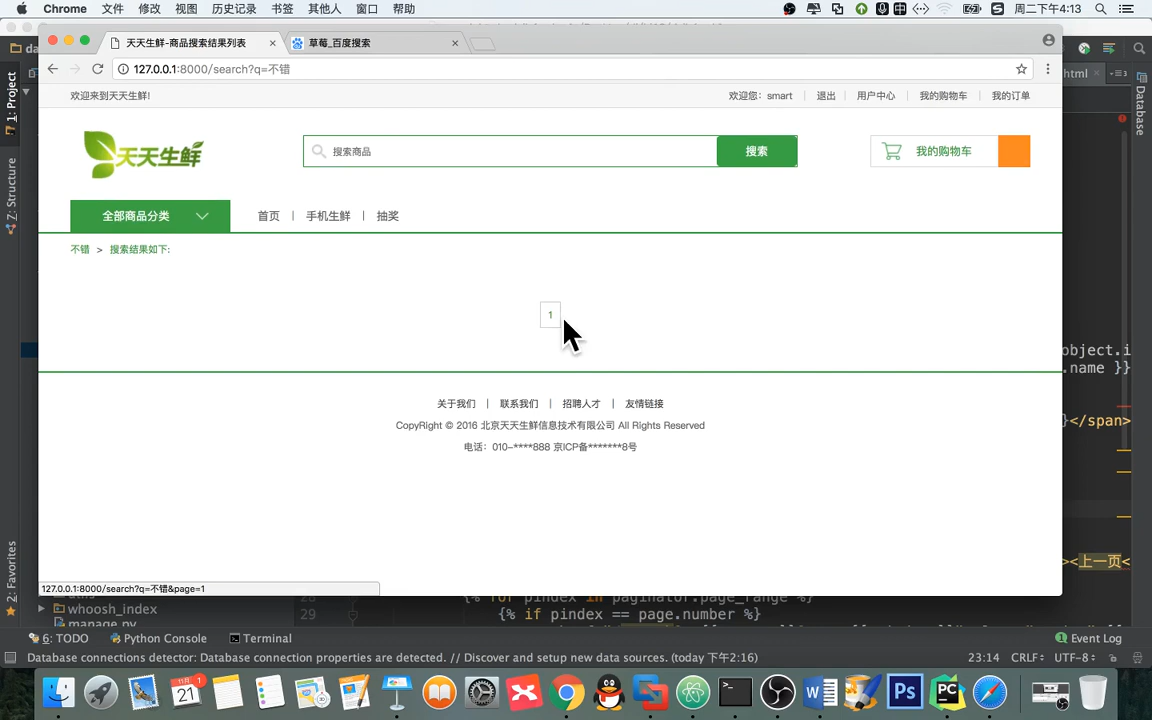 Chrome 文件 修改 视图 历史记录 书签 其他人 窗口 帮助 周二下午4:13
天天生鲜-商品搜索结果列表 草莓_百度搜索
127.0.0.1:8000/search?q=不错
欢迎来到天天生鲜! 欢迎您: smart 退出 用户中心 我的购物车 我的订单
天天生鲜 搜索商品 搜索 我的购物车
全部商品分类 首页 手机生鲜 抽奖
不错 > 搜索结果如下:
1
关于我们 | 联系我们 | 招聘人才 | 友情链接
CopyRight © 2016 北京天天生鲜信息技术有限公司 All Rights Reserved
电话: 010-****888 京ICP备*******8号
127.0.0.1:8000/search?q=不错&page=1
da
html
1: Project
Z: Structure
2: Favorites
Database
object.i
.name }}
}</span>
><上一页<
whoosh_index
manage.py
28 {% for pindex in paginator.page_range %}
29 {% if pindex == page.number %}
6: TODO Python Console Terminal 1 Event Log
Database connections detector: Database connection properties are detected. // Discover and setup new data sources. (today 下午2:16) 23:14 CRLF UTF-8
11月 21 1 W Ps PC